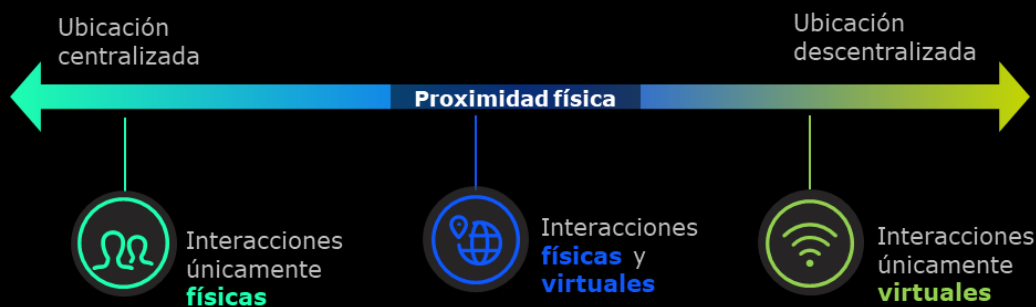 Ubicación
centralizada
Ubicación
descentralizada
Proximidad física
Interacciones
únicamente
físicas
Interacciones
físicas y
virtuales
Interacciones
únicamente
virtuales